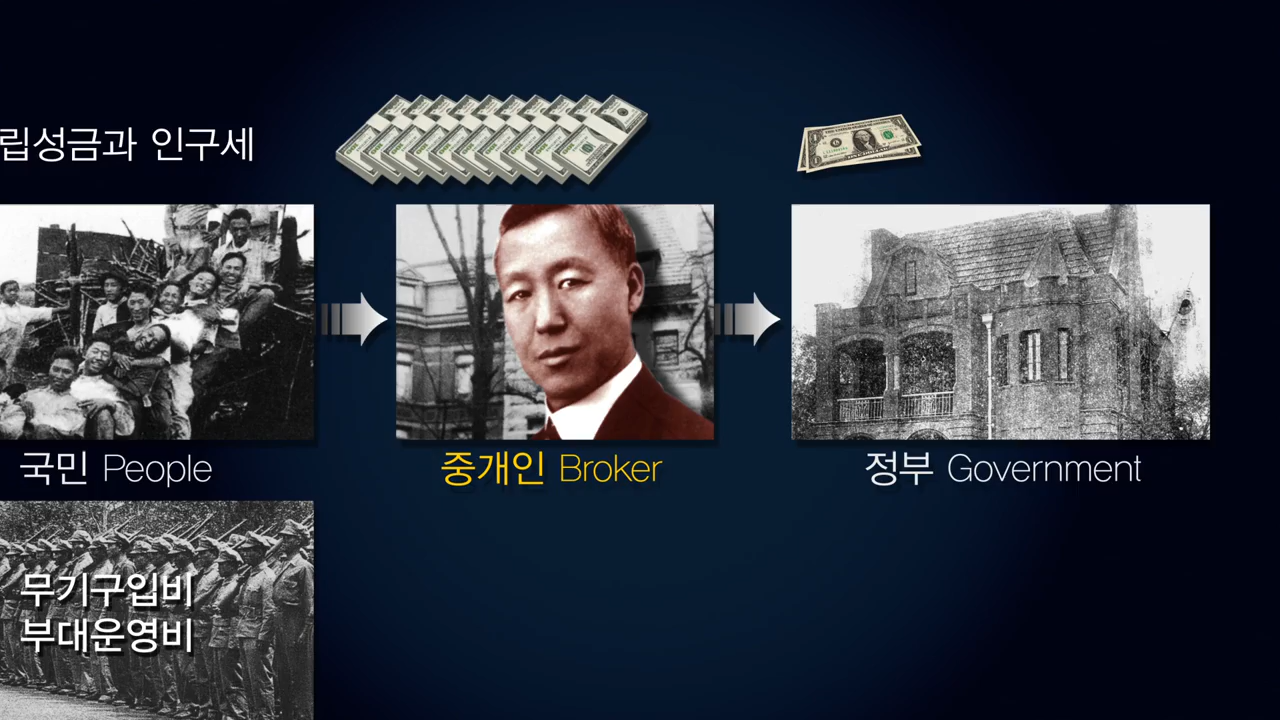 립성금과 인구세
국민 People
중개인 Broker
정부 Government
무기구입비
부대운영비